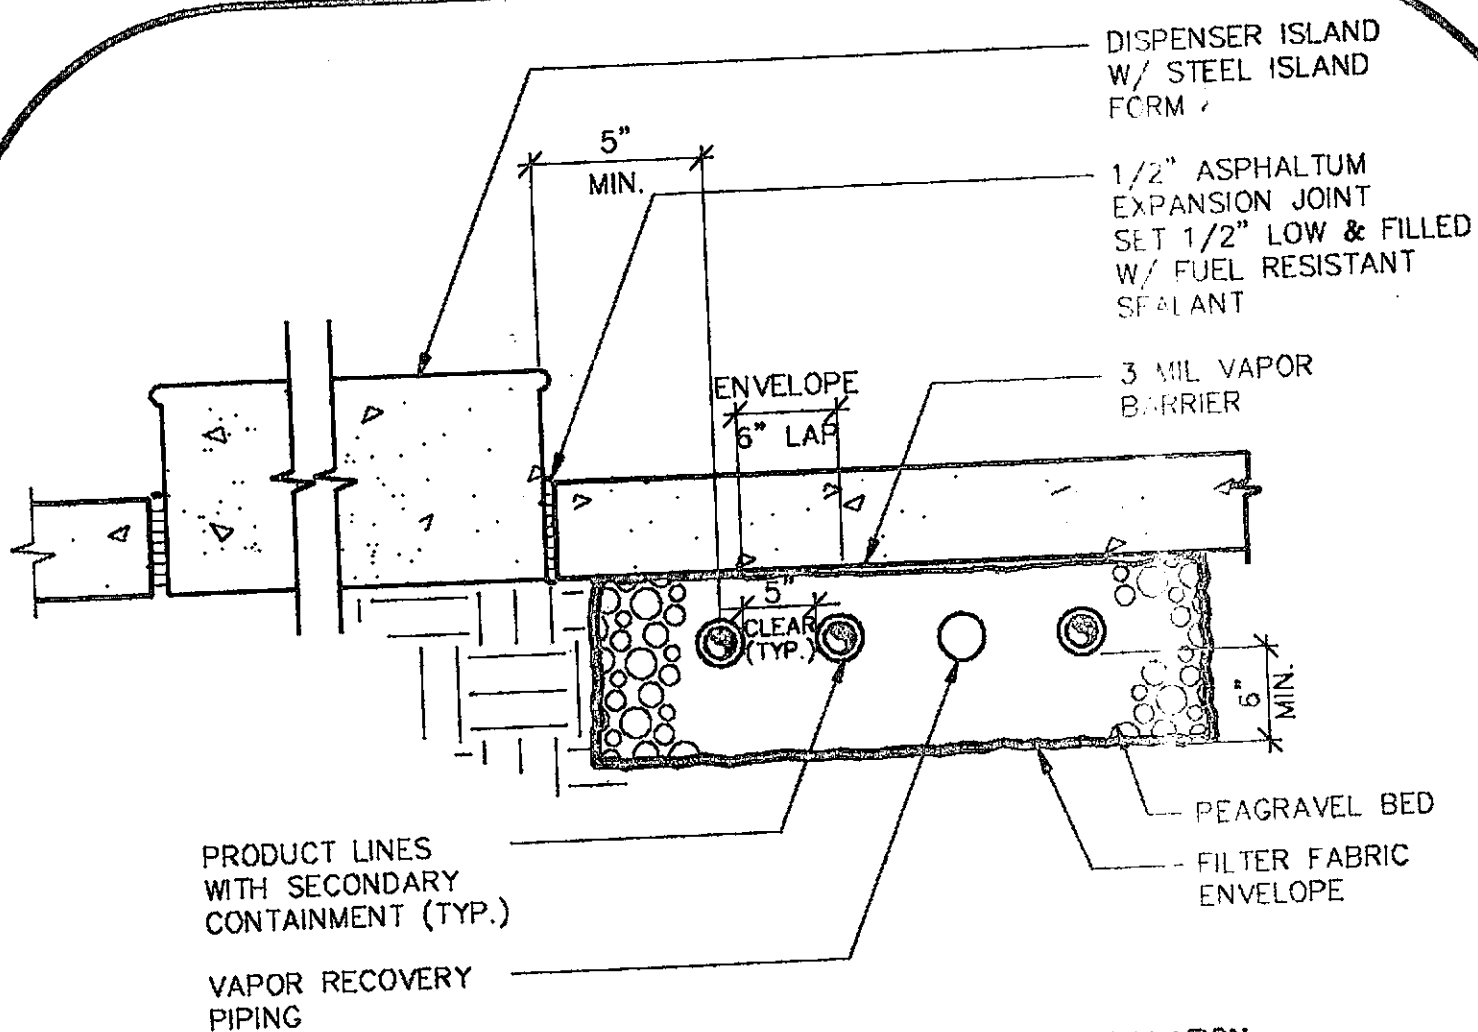 DISPENSER ISLAND
W/ STEEL ISLAND
FORM
5"
MIN.
1/2" ASPHALTUM
EXPANSION JOINT
SET 1/2" LOW & FILLED
W/ FUEL RESISTANT
SEALANT
3 MIL VAPOR
BARRIER
ENVELOPE
6" LAP
5"
CLEAR
(TYP.)
6"
MIN.
PEAGRAVEL BED
FILTER FABRIC
ENVELOPE
PRODUCT LINES
WITH SECONDARY
CONTAINMENT (TYP.)
VAPOR RECOVERY
PIPING